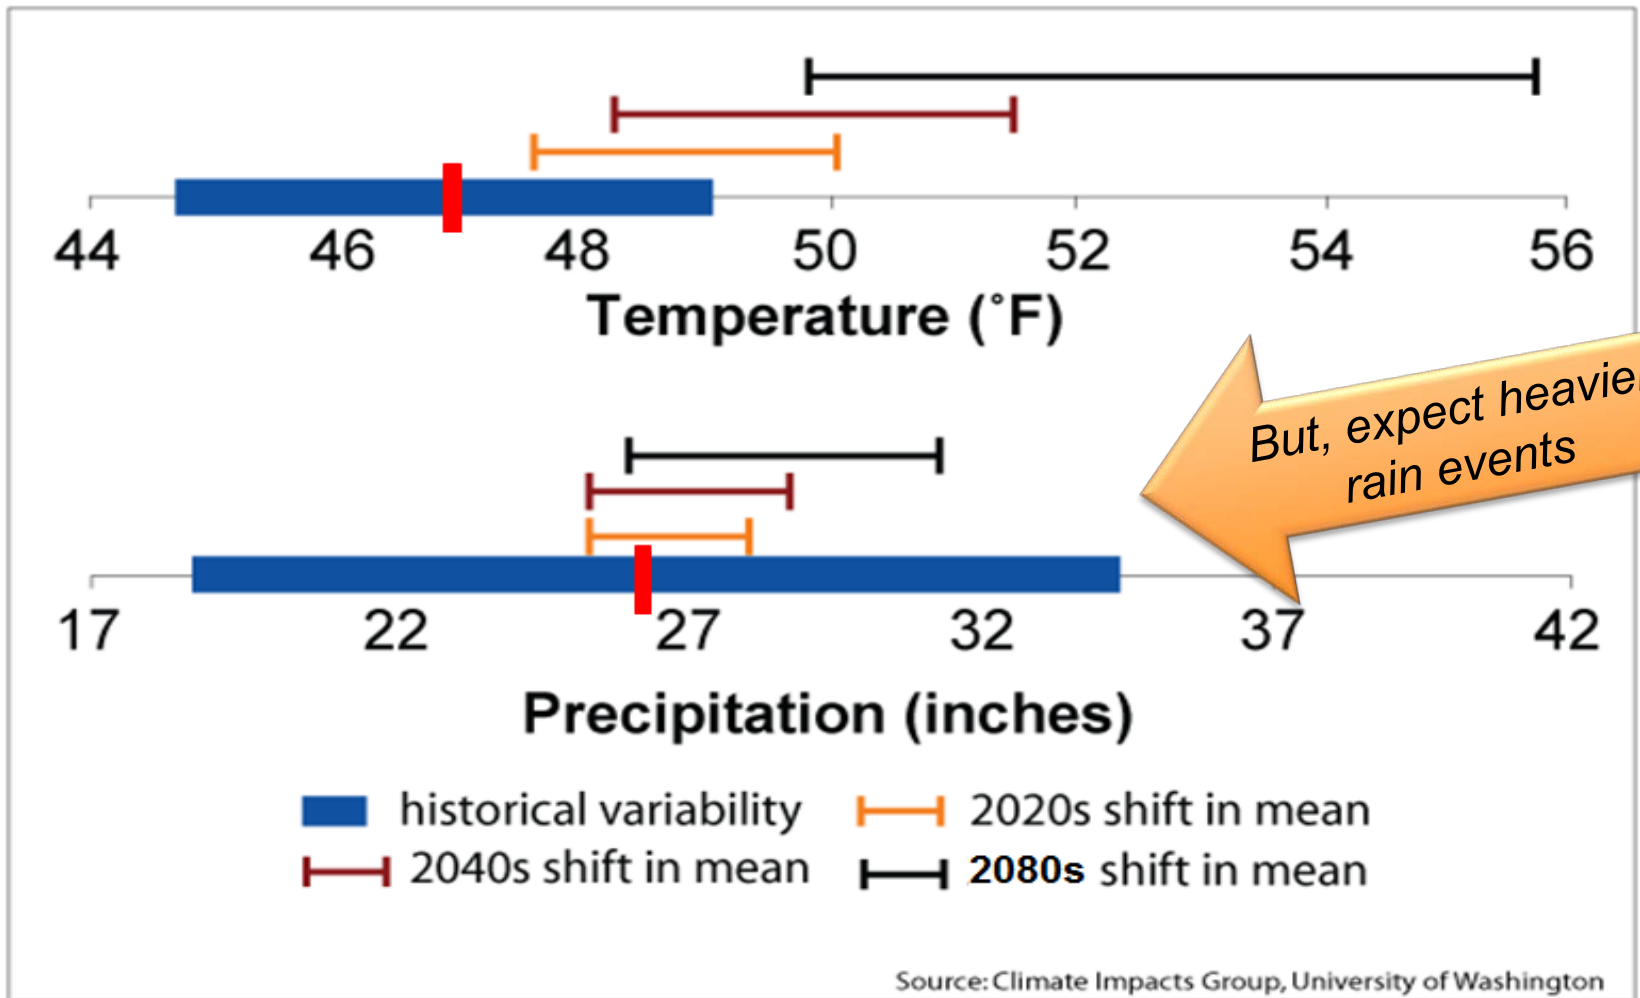 44 46 48 50 52 54 56
Temperature (˚F)
But, expect heavier
rain events
17 22 27 32 37 42
Precipitation (inches)
historical variability 2020s shift in mean
2040s shift in mean 2080s shift in mean
Source: Climate Impacts Group, University of Washington